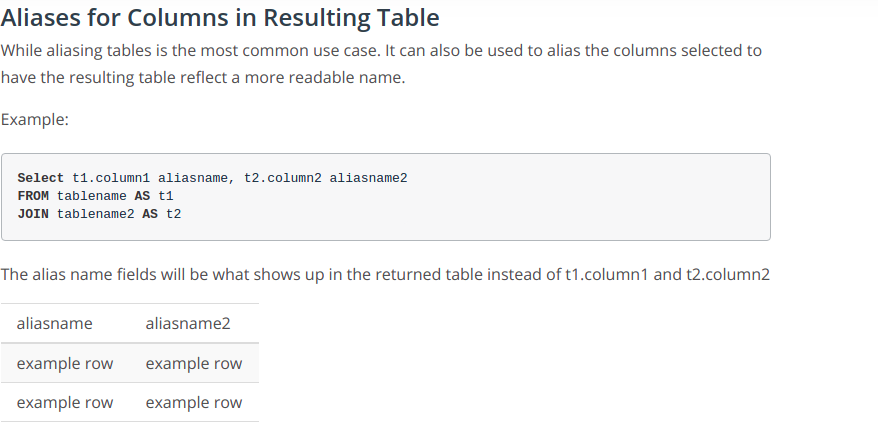 Aliases for Columns in Resulting Table
While aliasing tables is the most common use case. It can also be used to alias the columns selected to
have the resulting table reflect a more readable name.
Example:
Select t1.column1 aliasname, t2.column2 aliasname2
FROM tablename AS t1
JOIN tablename2 AS t2
The alias name fields will be what shows up in the returned table instead of t1.column1 and t2.column2
aliasname aliasname2
example row example row
example row example row